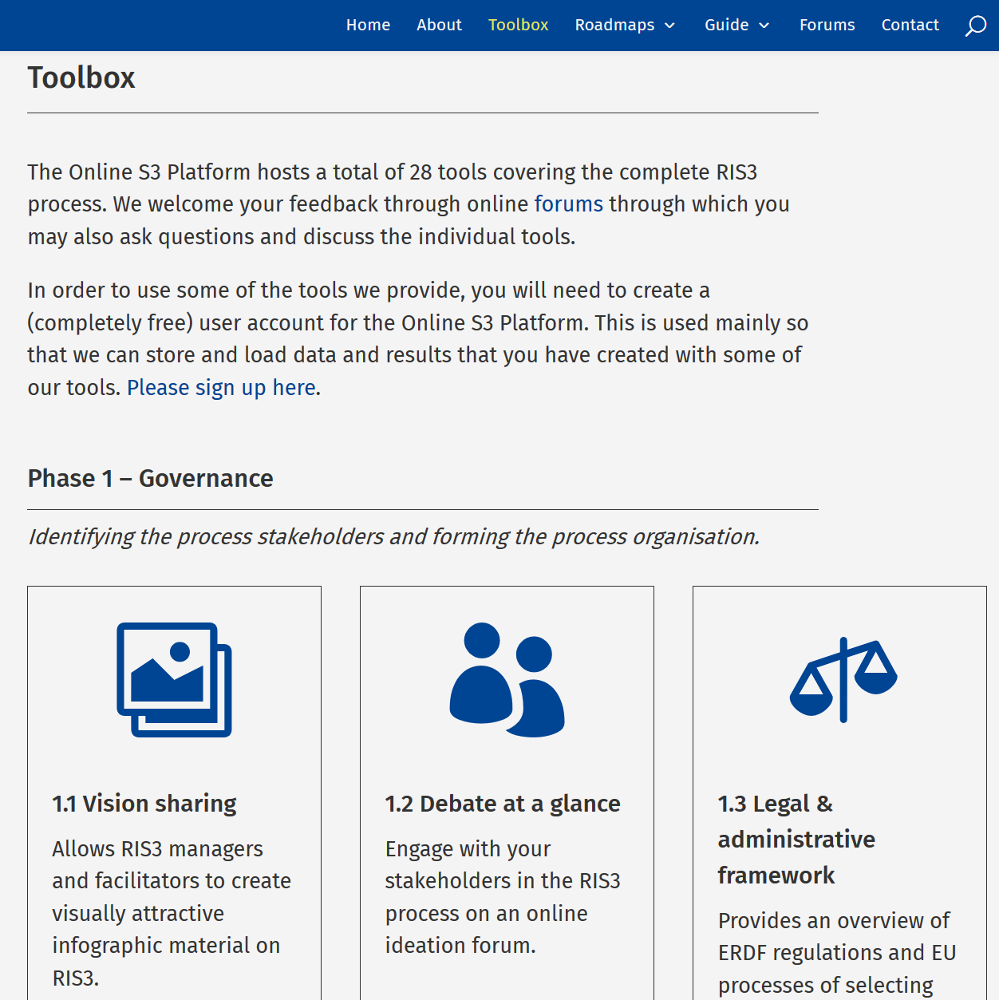 Home About Toolbox Roadmaps Guide Forums Contact
Toolbox
The Online S3 Platform hosts a total of 28 tools covering the complete RIS3
process. We welcome your feedback through online forums through which you
may also ask questions and discuss the individual tools.
In order to use some of the tools we provide, you will need to create a
(completely free) user account for the Online S3 Platform. This is used mainly so
that we can store and load data and results that you have created with some of
our tools. Please sign up here.
Phase 1 – Governance
Identifying the process stakeholders and forming the process organisation.
1.1 Vision sharing
Allows RIS3 managers
and facilitators to create
visually attractive
infographic material on
RIS3.
1.2 Debate at a glance
Engage with your
stakeholders in the RIS3
process on an online
ideation forum.
1.3 Legal &
administrative
framework
Provides an overview of
ERDF regulations and EU
processes of selecting